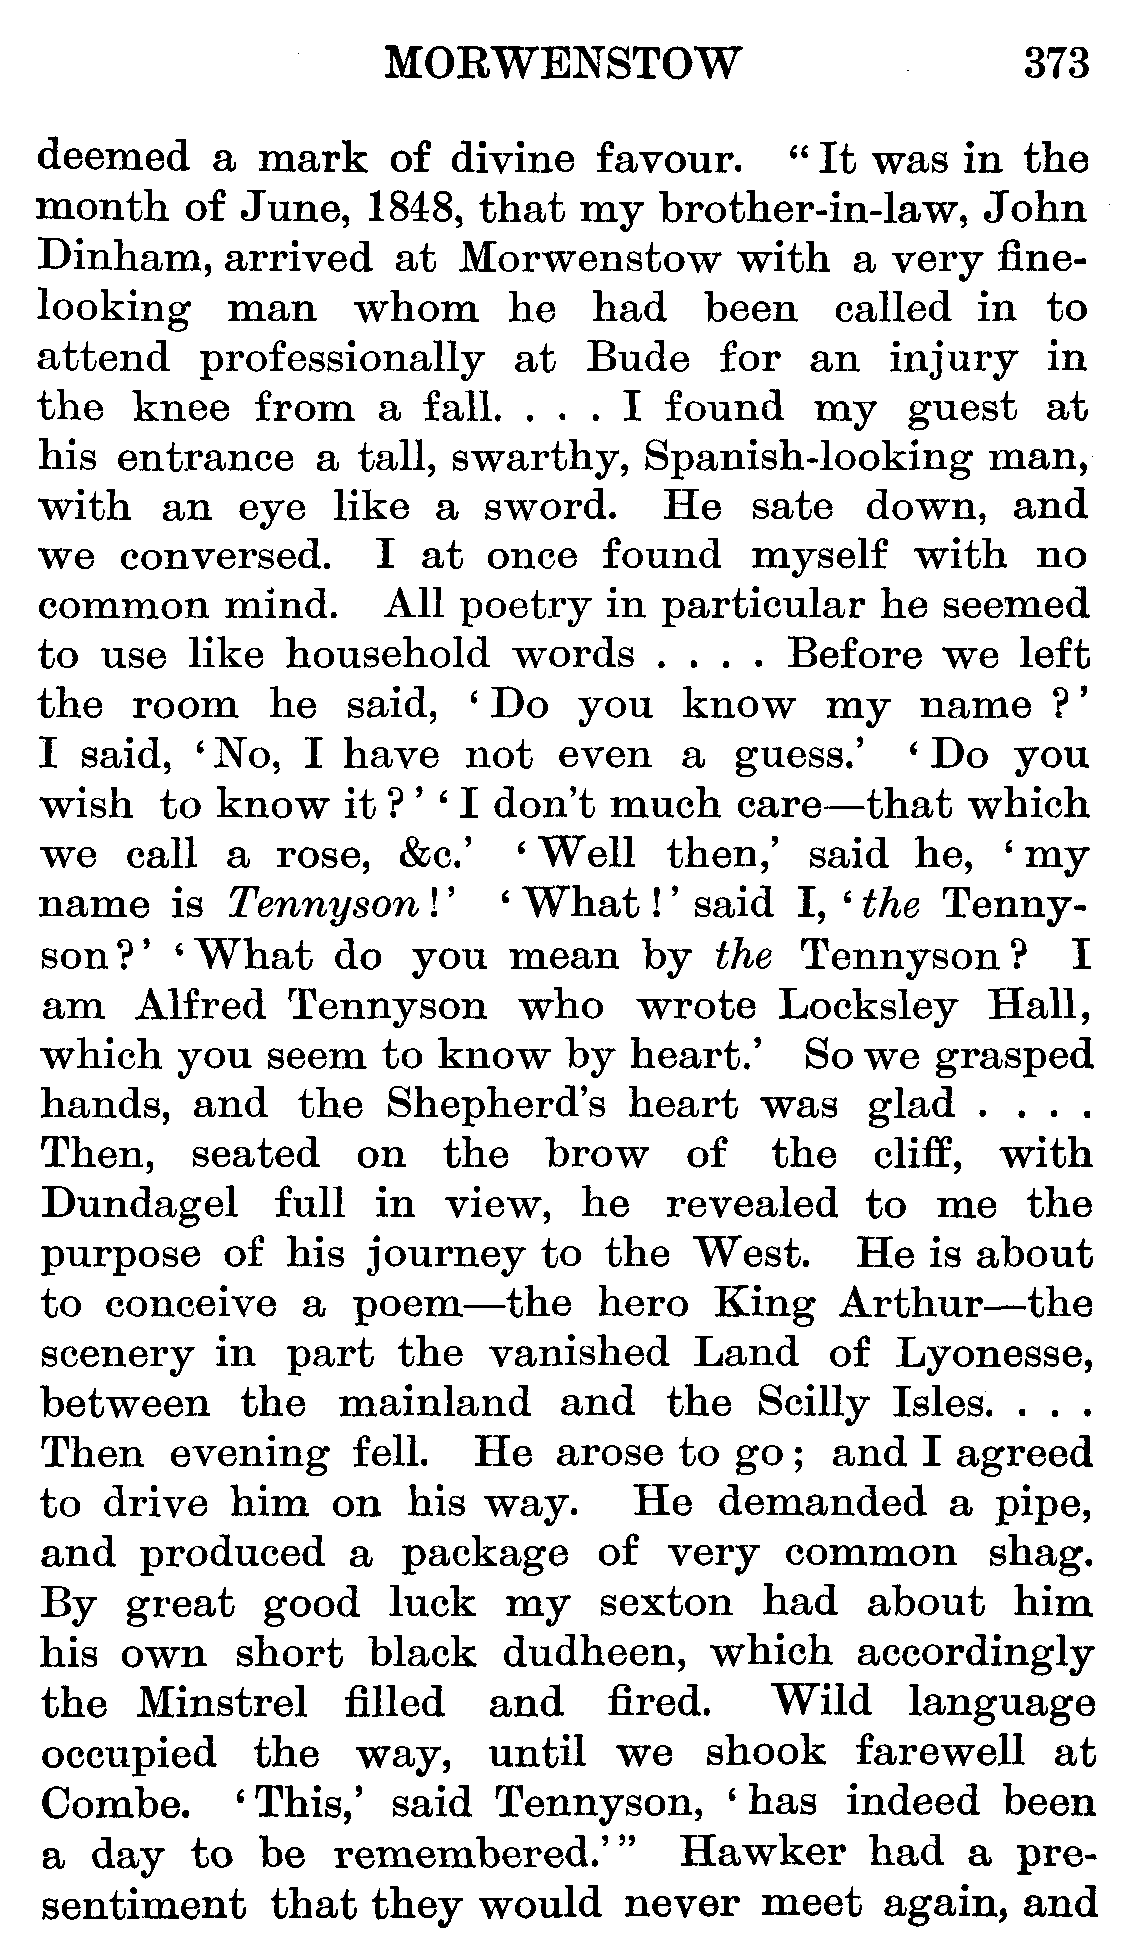 MORWENSTOW 373
deemed a mark of divine favour. “It was in the
month of June, 1848, that my brother-in-law, John
Dinham, arrived at Morwenstow with a very fine-
looking man whom he had been called in to
attend professionally at Bude for an injury in
the knee from a fall. . . . I found my guest at
his entrance a tall, swarthy, Spanish-looking man,
with an eye like a sword. He sate down, and
we conversed. I at once found myself with no
common mind. All poetry in particular he seemed
to use like household words . . . . Before we left
the room he said, ‘Do you know my name?’
I said, ‘No, I have not even a guess.’ ‘Do you
wish to know it?’ ‘I don't much care—that which
we call a rose, &c.’ ‘Well then,’ said he, ‘my
name is Tennyson!’ ‘What!’ said I, ‘the Tenny-
son?’ ‘What do you mean by the Tennyson? I
am Alfred Tennyson who wrote Locksley Hall,
which you seem to know by heart.’ So we grasped
hands, and the Shepherd's heart was glad . . . .
Then, seated on the brow of the cliff, with
Dundagel full in view, he revealed to me the
purpose of his journey to the West. He is about
to conceive a poem—the hero King Arthur—the
scenery in part the vanished Land of Lyonesse,
between the mainland and the Scilly Isles. . . .
Then evening fell. He arose to go; and I agreed
to drive him on his way. He demanded a pipe,
and produced a package of very common shag.
By great good luck my sexton had about him
his own short black dudheen, which accordingly
the Minstrel filled and fired. Wild language
occupied the way, until we shook farewell at
Combe. ‘This,’ said Tennyson, ‘has indeed been
a day to be remembered.’” Hawker had a pre-
sentiment that they would never meet again, and